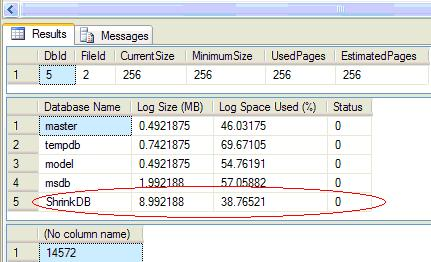 Results Messages
DbId FileId CurrentSize MinimumSize UsedPages EstimatedPages
1 5 2 256 256 256 256
Database Name Log Size (MB) Log Space Used (%) Status
1 master 0.4921875 46.03175 0
2 tempdb 0.7421875 69.67105 0
3 model 0.4921875 54.76191 0
4 msdb 1.992188 57.05882 0
5 ShrinkDB 8.992188 38.76521 0
(No column name)
1 14572